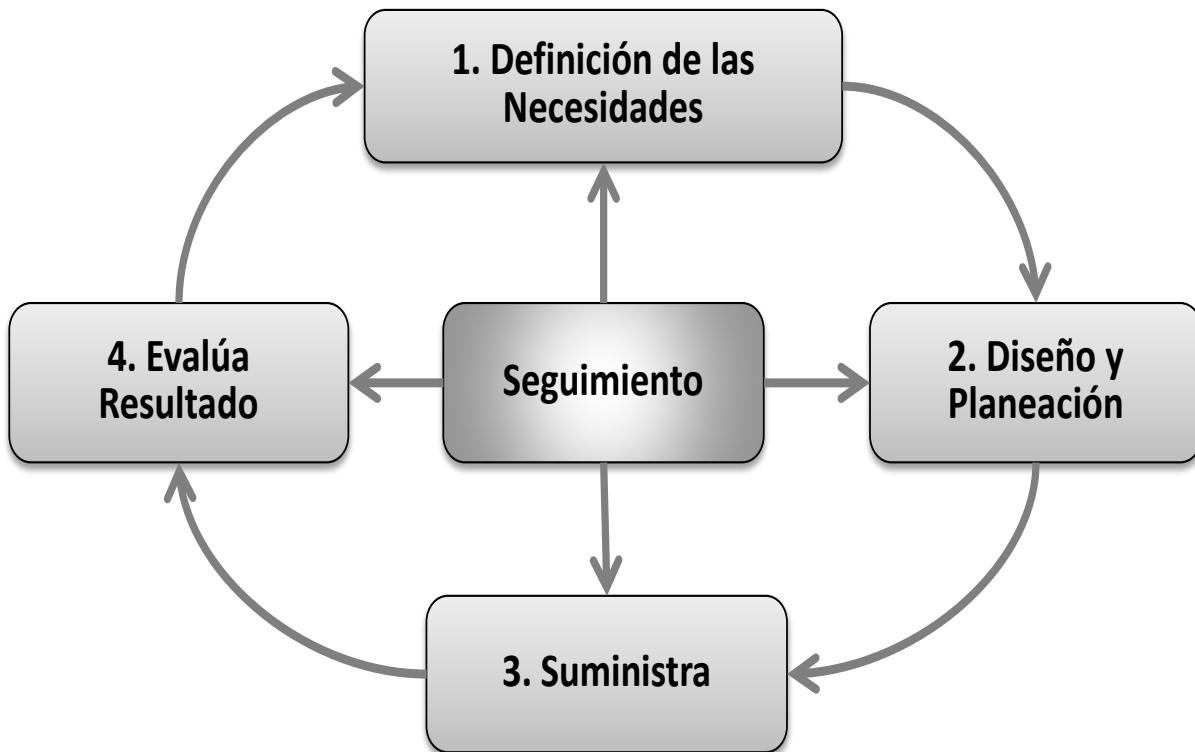 1. Definición de las
Necesidades
4. Evalúa
Resultado
Seguimiento
2. Diseño y
Planeación
3. Suministra